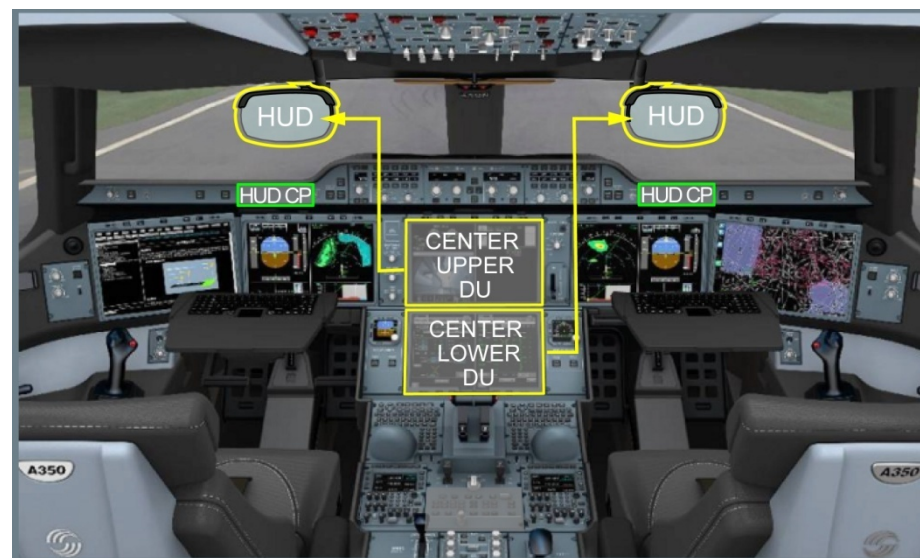 HUD
HUD
HUD CP
HUD CP
CENTER
UPPER
DU
CENTER
LOWER
DU
A350
A350